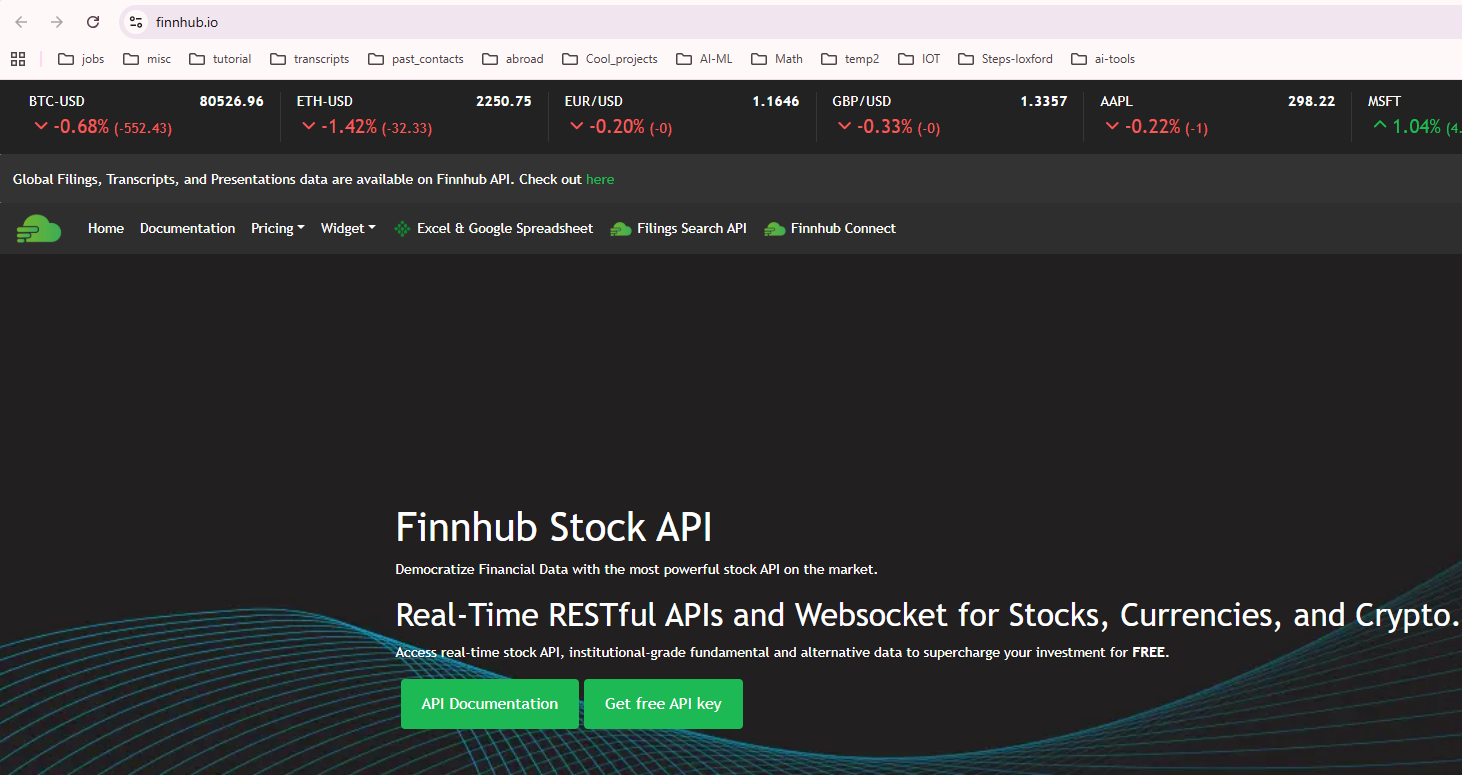 finnhub.io
jobs misc tutorial transcripts past_contacts abroad Cool_projects AI-ML Math temp2 IOT Steps-loxford ai-tools
BTC-USD 80526.96 ETH-USD 2250.75 EUR/USD 1.1646 GBP/USD 1.3357 AAPL 298.22 MSFT
-0.68% (-552.43) -1.42% (-32.33) -0.20% (-0) -0.33% (-0) -0.22% (-1) 1.04% (4.
Global Filings, Transcripts, and Presentations data are available on Finnhub API. Check out here
Home Documentation Pricing Widget Excel & Google Spreadsheet Filings Search API Finnhub Connect
Finnhub Stock API
Democratize Financial Data with the most powerful stock API on the market.
Real-Time RESTful APIs and Websocket for Stocks, Currencies, and Crypto.
Access real-time stock API, institutional-grade fundamental and alternative data to supercharge your investment for FREE.
API Documentation Get free API key